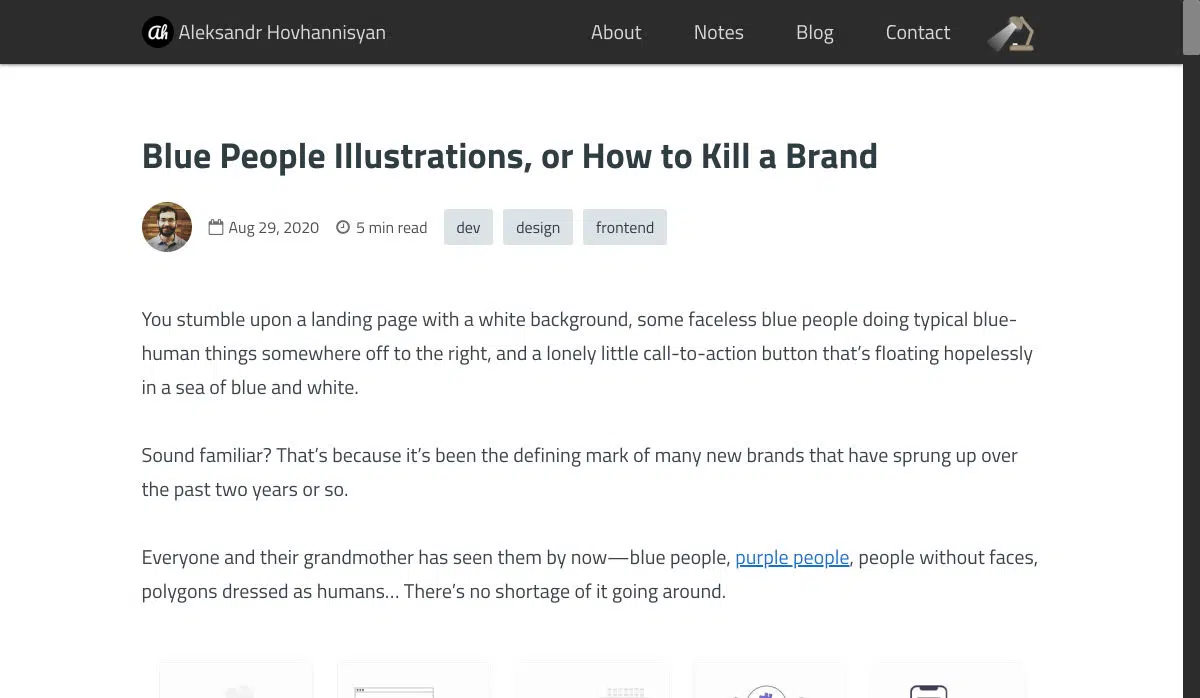 Ah Aleksandr Hovhannisyan About Notes Blog Contact
Blue People Illustrations, or How to Kill a Brand
Aug 29, 2020 5 min read dev design frontend
You stumble upon a landing page with a white background, some faceless blue people doing typical blue-
human things somewhere off to the right, and a lonely little call-to-action button that’s floating hopelessly
in a sea of blue and white.
Sound familiar? That’s because it’s been the defining mark of many new brands that have sprung up over
the past two years or so.
Everyone and their grandmother has seen them by now—blue people, purple people, people without faces,
polygons dressed as humans… There’s no shortage of it going around.